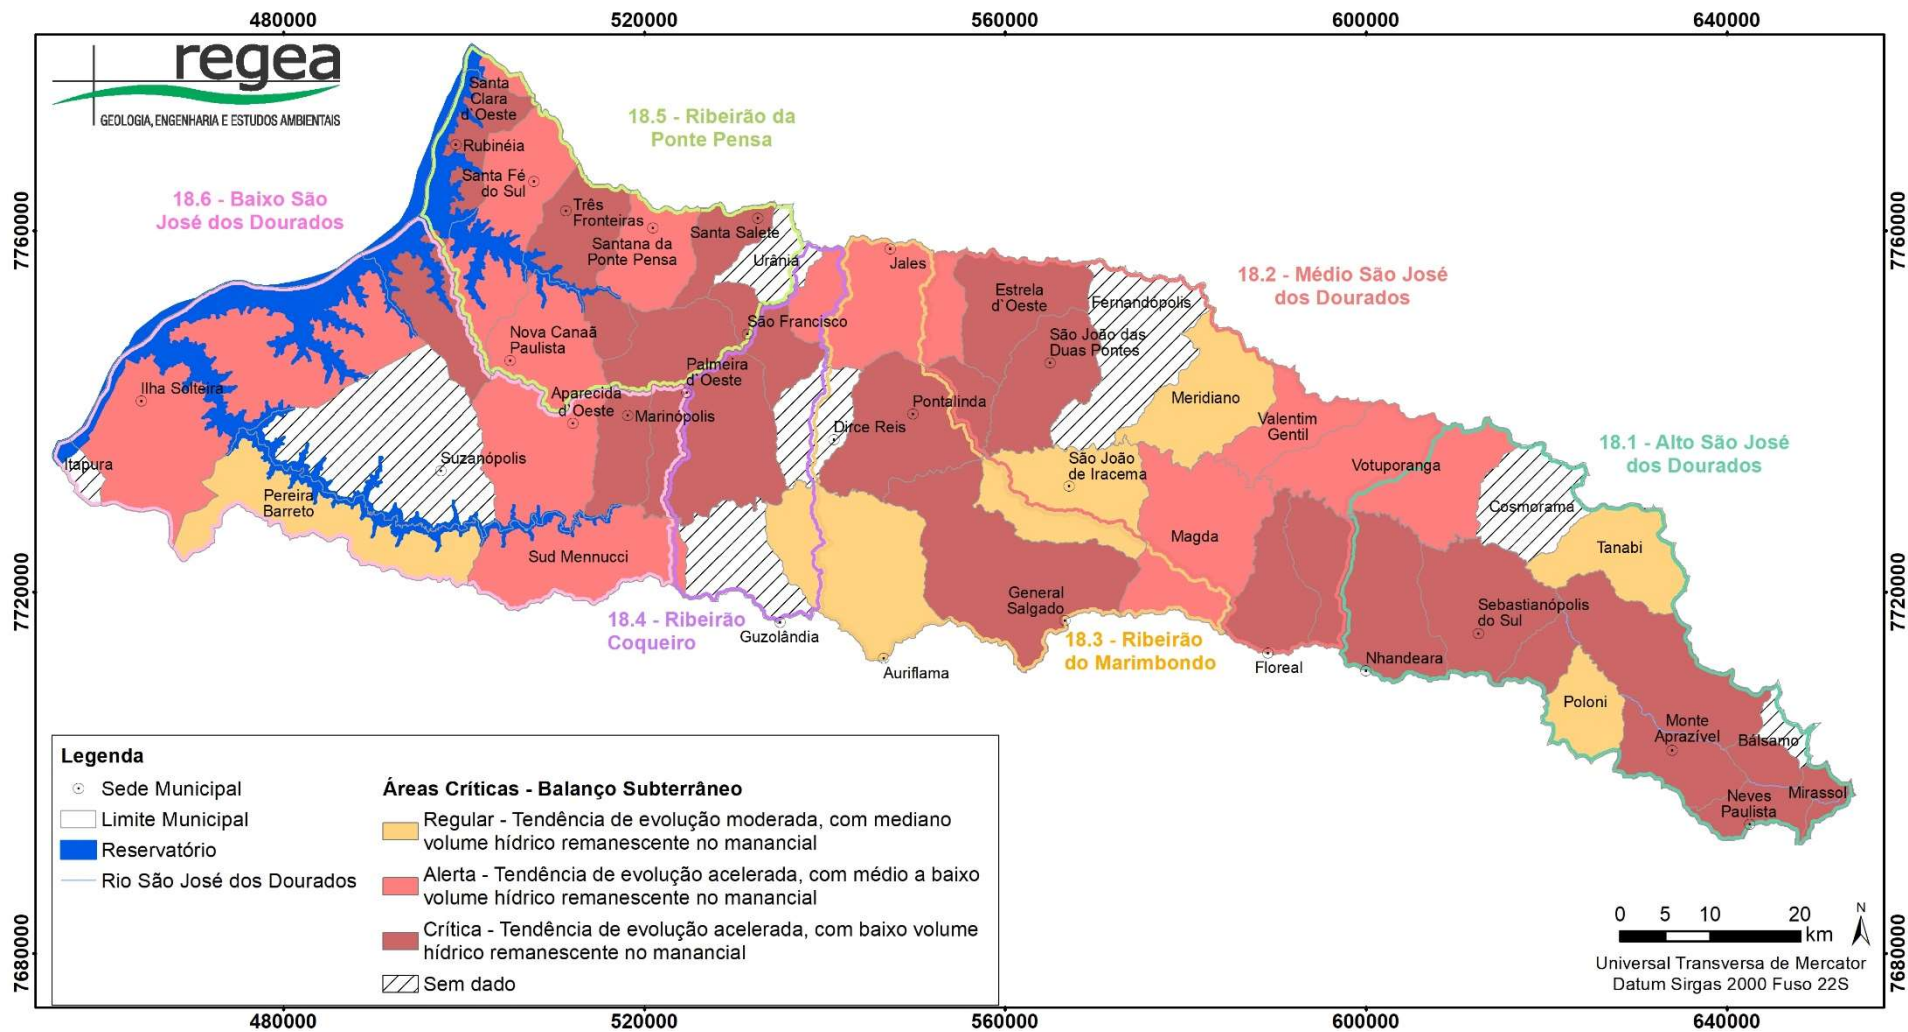 480000
520000
560000
600000
640000
regea
GEOLOGIA, ENGENHARIA E ESTUDOS AMBIENTAIS
7760000
7720000
7680000
7760000
7720000
7680000
18.5 - Ribeirão da
Ponte Pensa
18.6 - Baixo São
José dos Dourados
18.2 - Médio São José
dos Dourados
18.1 - Alto São José
dos Dourados
18.4 - Ribeirão
Coqueiro
18.3 - Ribeirão
do Marimbondo
Santa
Clara
d`Oeste
Rubinéia
Santa Fé
do Sul
Três
Fronteiras
Santana da
Ponte Pensa
Santa Salete
Urânia
Jales
Estrela
d`Oeste
Fernandópolis
São João das
Duas Pontes
São Francisco
Nova Canaã
Paulista
Palmeira
d`Oeste
Aparecida
d`Oeste
Marinópolis
Ilha Solteira
Itapura
Suzanópolis
Pereira
Barreto
Sud Mennucci
Dirce Reis
Pontalinda
Meridiano
Valentim
Gentil
São João
de Iracema
Votuporanga
Cosmorama
Tanabi
Magda
General
Salgado
Guzolândia
Auriflama
Floreal
Nhandeara
Sebastianópolis
do Sul
Poloni
Monte
Aprazível
Bálsamo
Neves
Paulista
Mirassol
Legenda
Sede Municipal
Limite Municipal
Reservatório
Rio São José dos Dourados
Áreas Críticas - Balanço Subterrâneo
Regular - Tendência de evolução moderada, com mediano
volume hídrico remanescente no manancial
Alerta - Tendência de evolução acelerada, com médio a baixo
volume hídrico remanescente no manancial
Crítica - Tendência de evolução acelerada, com baixo volume
hídrico remanescente no manancial
Sem dado
0 5 10 20
km
N
Universal Transversa de Mercator
Datum Sirgas 2000 Fuso 22S
480000
520000
560000
600000
640000